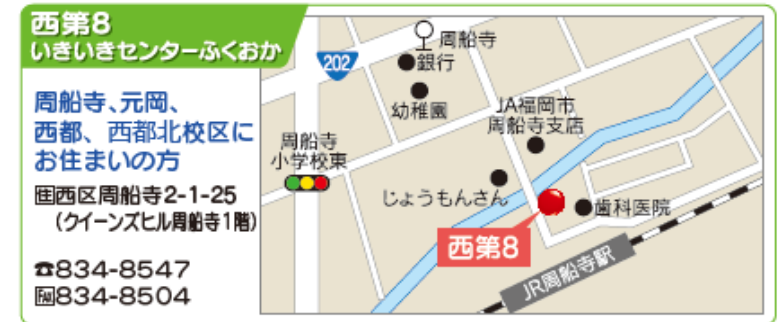 西第8
いきいきセンターふくおか
周船寺、元岡、
西都、西都北校区に
お住まいの方
住西区周船寺2-1-25
（クイーンズヒル周船寺1階）
☎834-8547
FAX834-8504
周船寺
202
銀行
幼稚園
JA福岡市
周船寺支店
周船寺
小学校東
じょうもんさん
歯科医院
西第8
JR周船寺駅